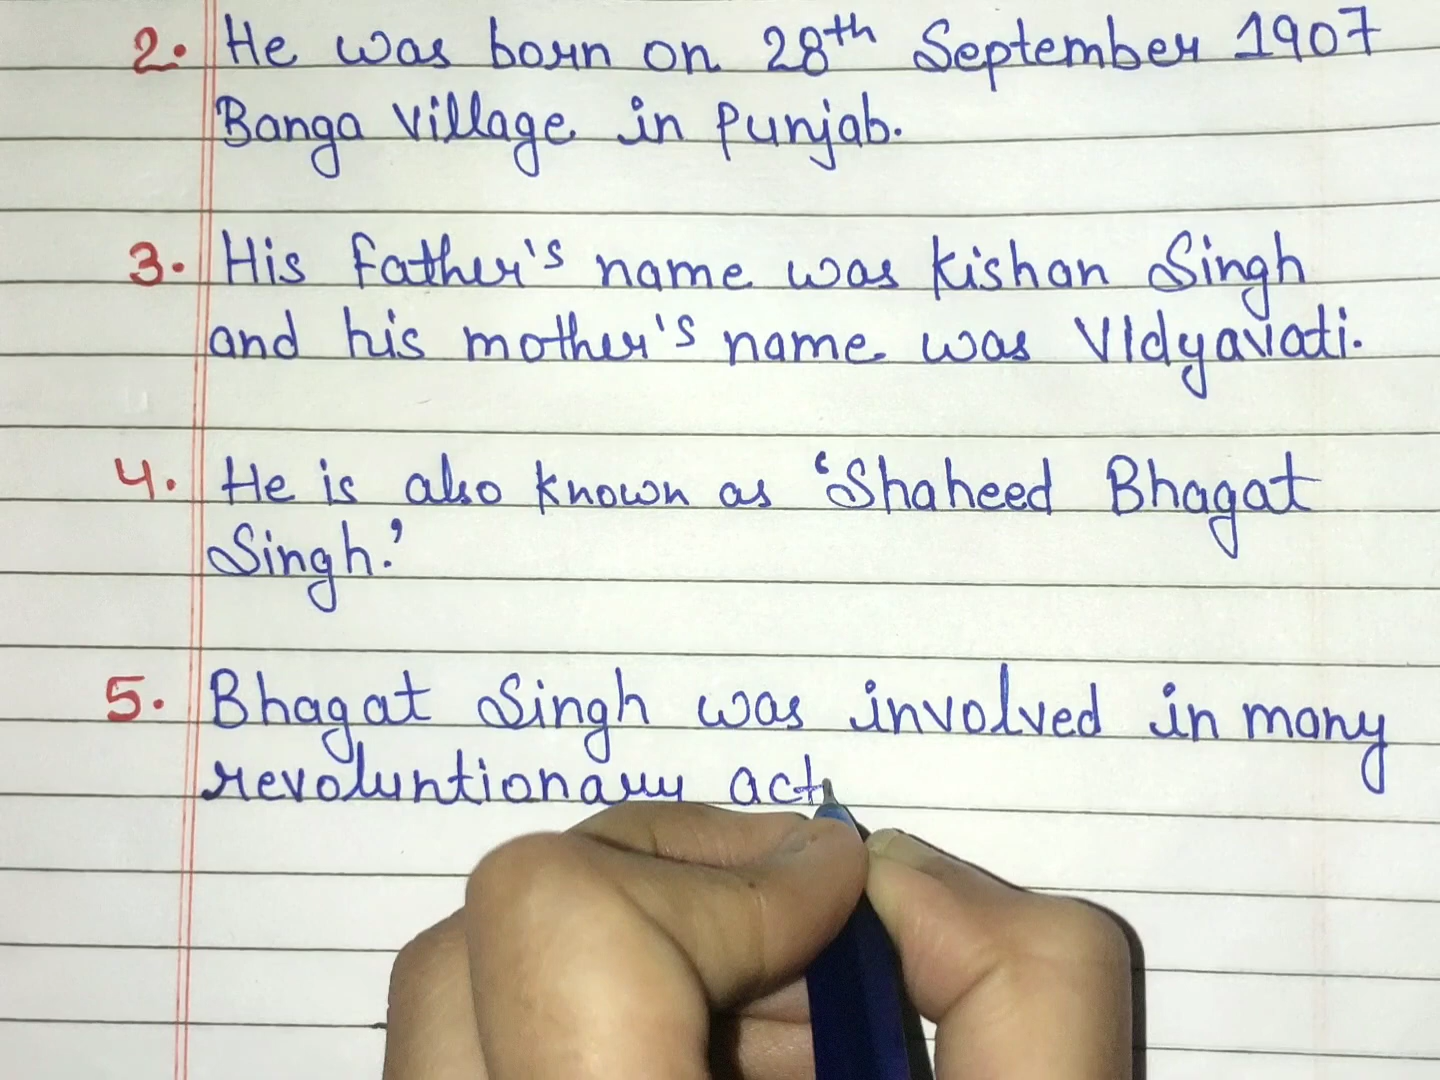 2. He was born on 28th September 1907
Banga Village in Punjab.
3. His Father's name was Kishan Singh
and his mother's name was Vidyavati.
4. He is also known as ‘Shaheed Bhagat
Singh.’
5. Bhagat Singh was involved in many
revoluntionary act